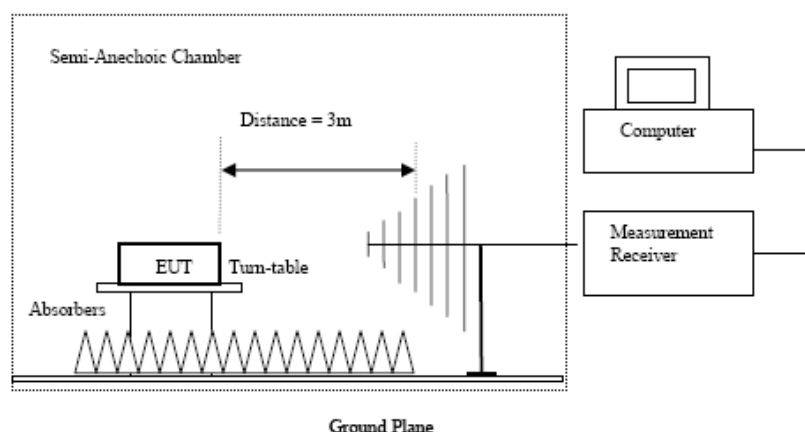 Semi-Anechoic Chamber
Distance = 3m
Computer
Measurement
Receiver
EUT
Turn-table
Absorbers
Ground Plane